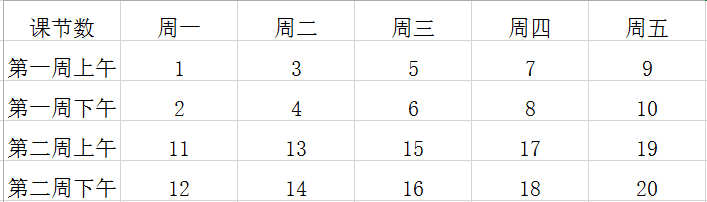 课节数 周一 周二 周三 周四 周五
第一周上午 1 3 5 7 9
第一周下午 2 4 6 8 10
第二周上午 11 13 15 17 19
第二周下午 12 14 16 18 20